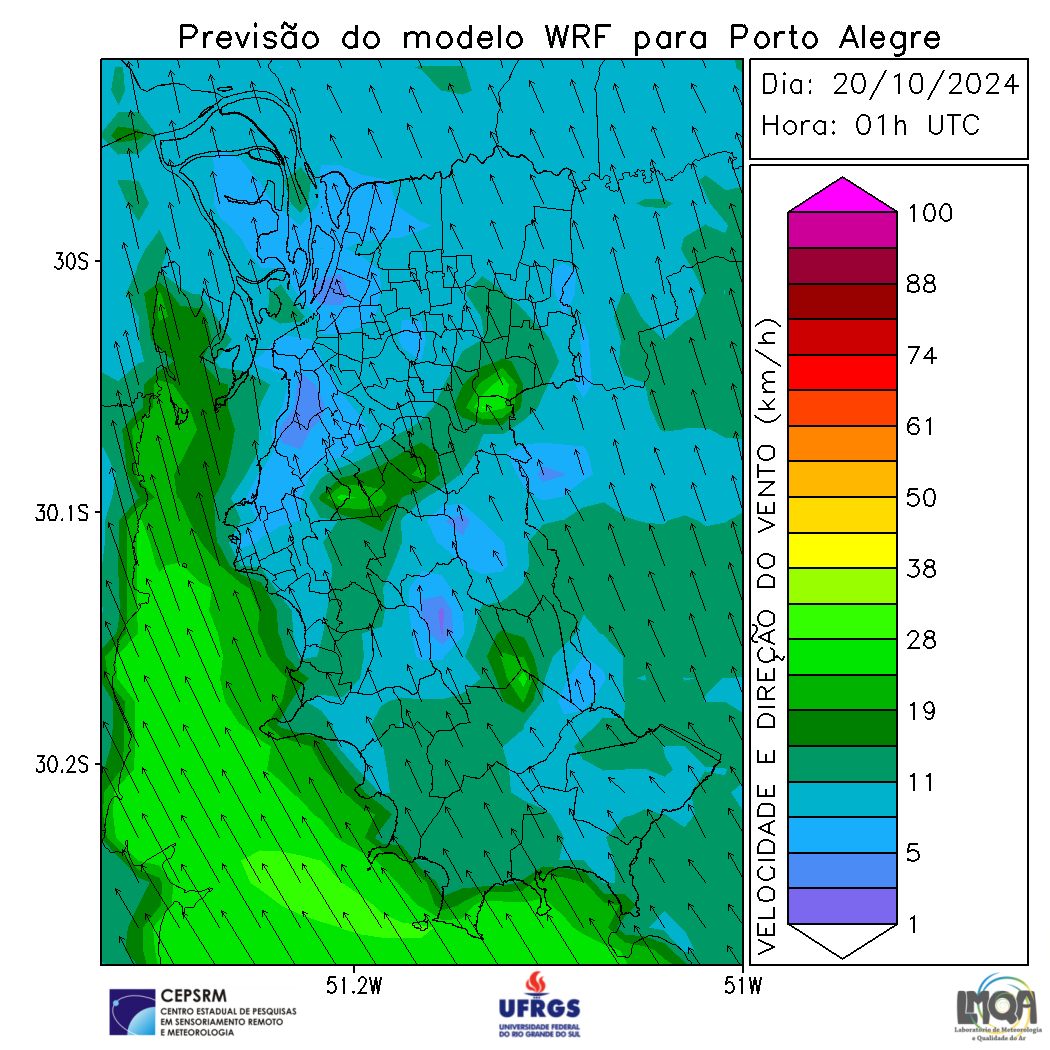 Previsão do modelo WRF para Porto Alegre
Dia: 20/10/2024
Hora: 01h UTC
30S
30.1S
30.2S
51.2W
51W
VELOCIDADE E DIREÇÃO DO VENTO (km/h)
100
88
74
61
50
38
28
19
11
5
1
CEPSRM
CENTRO ESTADUAL DE PESQUISAS
EM SENSORIAMENTO REMOTO
E METEOROLOGIA
UFRGS
UNIVERSIDADE FEDERAL
DO RIO GRANDE DO SUL
LMQA
Laboratório de Meteorologia
e Qualidade do Ar